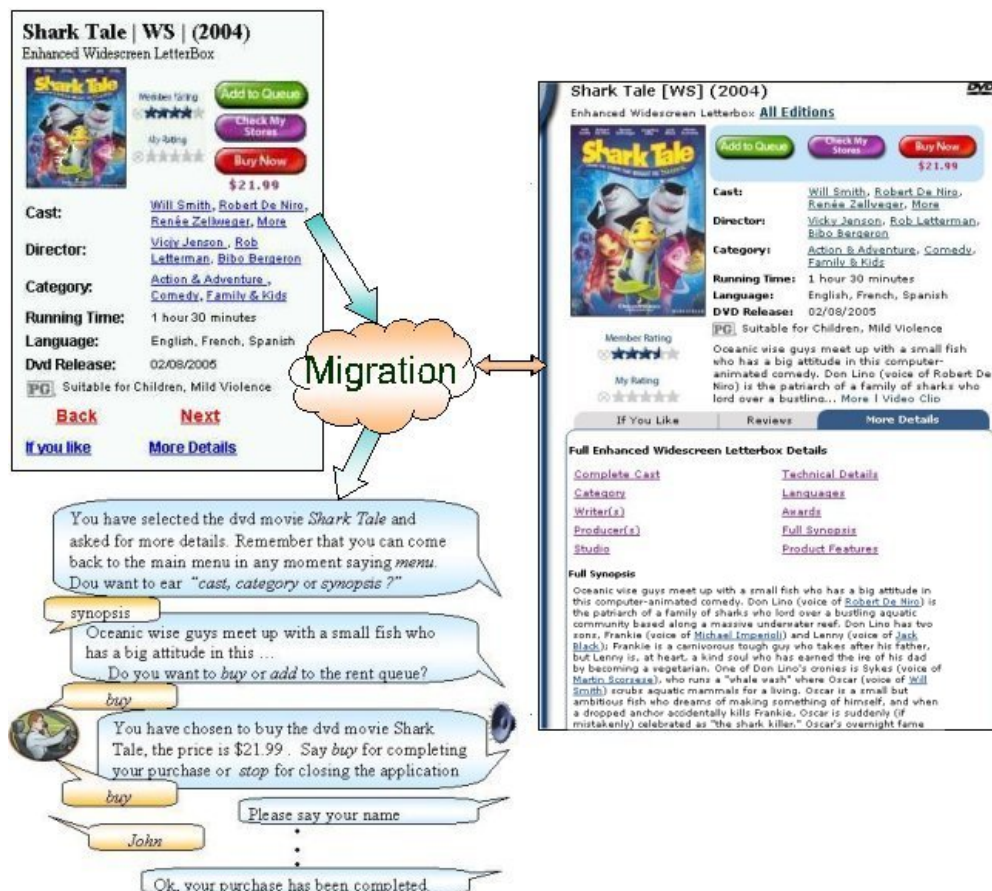 Shark Tale | WS | (2004)
Enhanced Widescreen LetterBox
Shark Tale
Member Rating
My Rating
Add to Queue
Check My
Stores
Buy Now
$21.99
Cast:
Will Smith, Robert De Niro,
Renée Zellweger, More
Director:
Vicjy Jenson , Rob
Letterman, Bibo Bergeron
Category:
Action & Adventure ,
Comedy, Family & Kids
Running Time:
1 hour 30 minutes
Language:
English, French, Spanish
Dvd Release:
02/08/2005
PG Suitable for Children, Mild Violence
Back
Next
If you like
More Details
Migration
Shark Tale [WS] (2004)
DVD
Enhanced Widescreen Letterbox All Editions
Shark Tale
Add to Queue
Check My
Stores
Buy Now
$21.99
Cast:
Will Smith, Robert De Niro,
Renée Zellweger, More
Director:
Vicky Jenson, Rob Letterman,
Bibo Bergeron
Category:
Action & Adventure, Comedy,
Family & Kids
Running Time:
1 hour 30 minutes
Language:
English, French, Spanish
DVD Release:
02/08/2005
PG Suitable for Children, Mild Violence
Member Rating
My Rating
Oceanic wise guys meet up with a small fish
who has a big attitude in this computer-
animated comedy. Don Lino (voice of Robert De
Niro) is the patriarch of a family of sharks who
lord over a bustling... More | Video Clip
If You Like
Reviews
More Details
Full Enhanced Widescreen Letterbox Details
Complete Cast
Technical Details
Category
Languages
Writer(s)
Awards
Producer(s)
Full Synopsis
Studio
Product Features
Full Synopsis
Oceanic wise guys meet up with a small fish who has a big attitude in
this computer-animated comedy. Don Lino (voice of Robert De Niro) is
the patriarch of a family of sharks who lord over a bustling aquatic
community based along a massive underwater reef. Don Lino has two
sons, Frankie (voice of Michael Imperioli) and Lenny (voice of Jack
Black); Frankie is a carnivorous tough guy who takes after his father,
but Lenny is, at heart, a kind soul who has earned the ire of his dad
by becoming a vegetarian. One of Don Lino's cronies is Sykes (voice of
Martin Scorsese), who runs a "whale wash" where Oscar (voice of Will
Smith) scrubs aquatic mammals for a living. Oscar is a small but
ambitious fish who dreams of making something of himself, and when
a dropped anchor accidentally kills Frankie, Oscar is suddenly (if
mistakenly) celebrated as "the shark killer." Oscar's overnight fame
You have selected the dvd movie Shark Tale and
asked for more details. Remember that you can come
back to the main menu in any moment saying menu.
Dou want to ear "cast, category or synopsis ?"
synopsis
Oceanic wise guys meet up with a small fish who
has a big attitude in this ...
Do you want to buy or add to the rent queue?
buy
You have chosen to buy the dvd movie Shark
Tale, the price is $21.99 . Say buy for completing
your purchase or stop for closing the application
buy
Please say your name
John
Ok, your purchase has been completed.